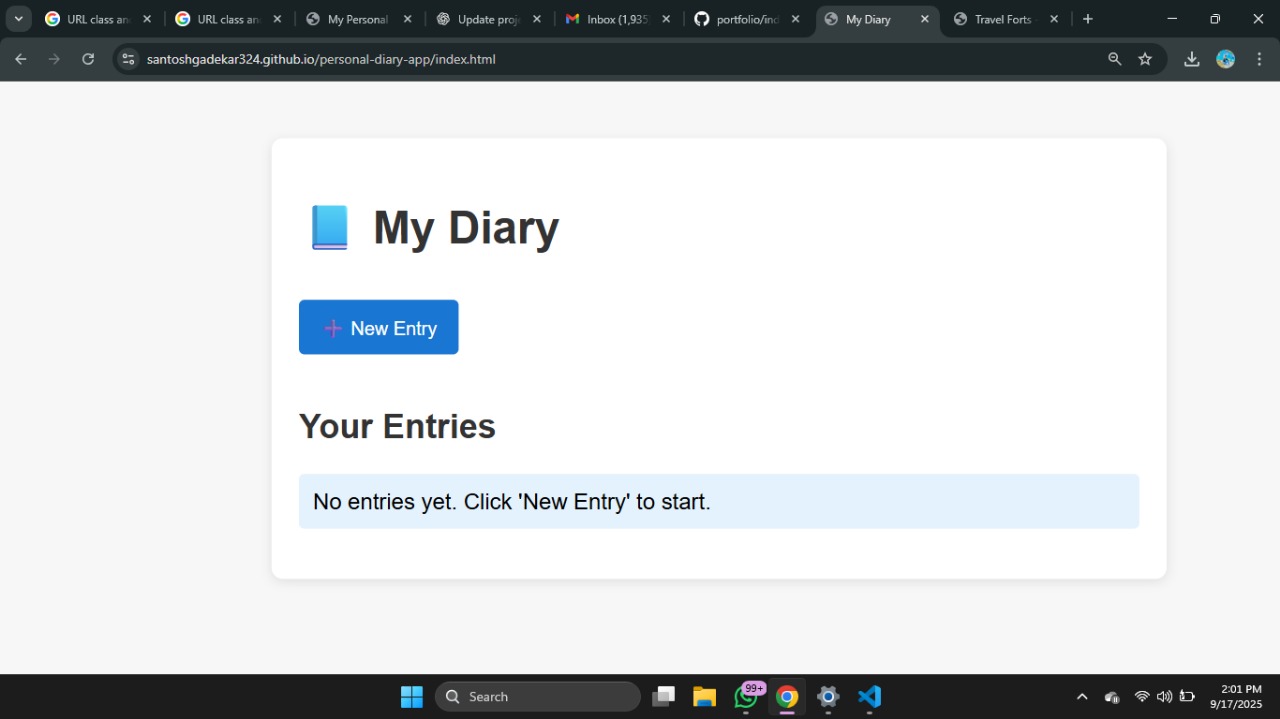 URL class an
URL class an
My Personal
Update proje
Inbox (1,935
portfolio/ind
My Diary
Travel Forts
santoshgadekar324.github.io/personal-diary-app/index.html
My Diary
New Entry
Your Entries
No entries yet. Click 'New Entry' to start.
Search
99+
2:01 PM
9/17/2025